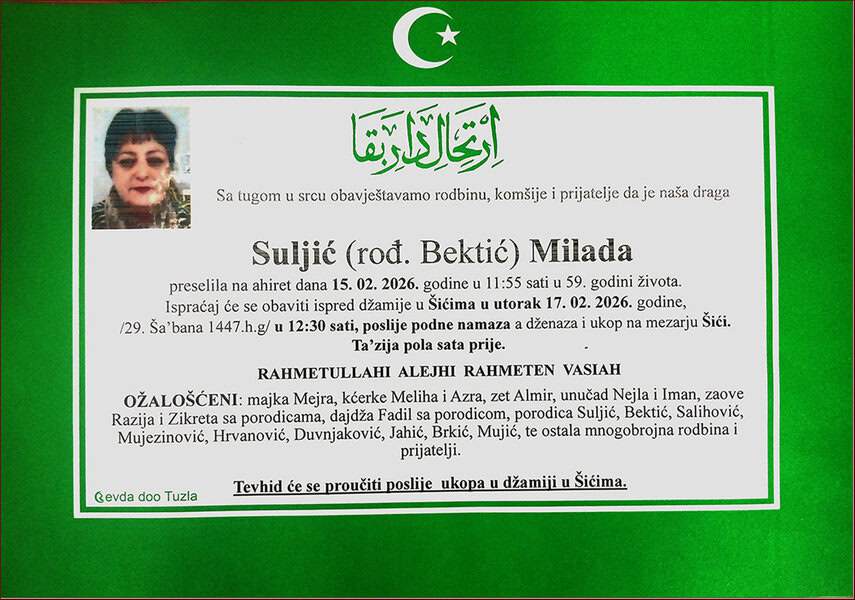 اِرْتِحَالِ دَارِ بَقَا
Sa tugom u srcu obavještavamo rodbinu, komšije i prijatelje da je naša draga
Suljić (rođ. Bektić) Milada
preselila na ahiret dana 15. 02. 2026. godine u 11:55 sati u 59. godini života.
Ispraćaj će se obaviti ispred džamije u Šićima u utorak 17. 02. 2026. godine,
/29. Ša’bana 1447.h.g/ u 12:30 sati, poslije podne namaza a dženaza i ukop na mezarju Šići.
Ta’zija pola sata prije.
RAHMETULLAHI ALEJHI RAHMETEN VASIAH
OŽALOŠĆENI: majka Mejra, kćerke Meliha i Azra, zet Almir, unučad Nejla i Iman, zaove
Razija i Zikreta sa porodicama, dajdža Fadil sa porodicom, porodica Suljić, Bektić, Salihović,
Mujezinović, Hrvanović, Duvnjaković, Jahić, Brkić, Mujić, te ostala mnogobrojna rodbina i
prijatelji.
Tevhid će se proučiti poslije ukopa u džamiji u Šićima.
Ševda doo Tuzla